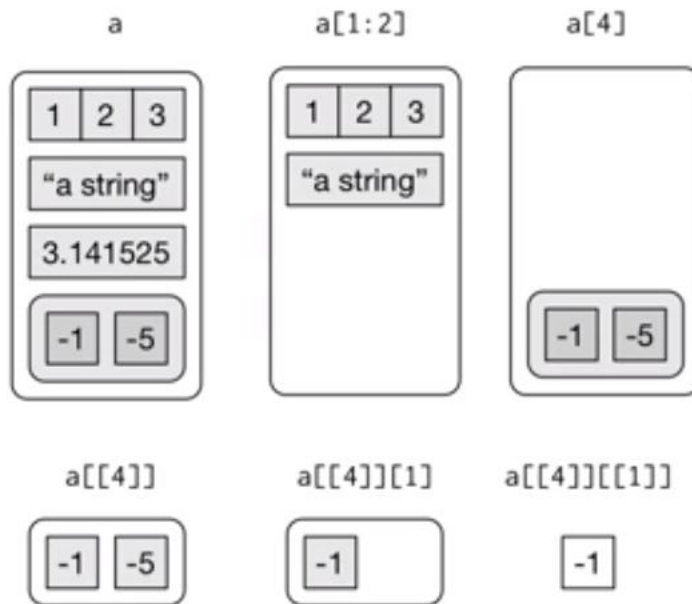 a a[1:2] a[4]
1 2 3 1 2 3
“a string” “a string”
3.141525
-1 -5 -1 -5
a[[4]] a[[4]][1] a[[4]][[1]]
-1 -5 -1 -1